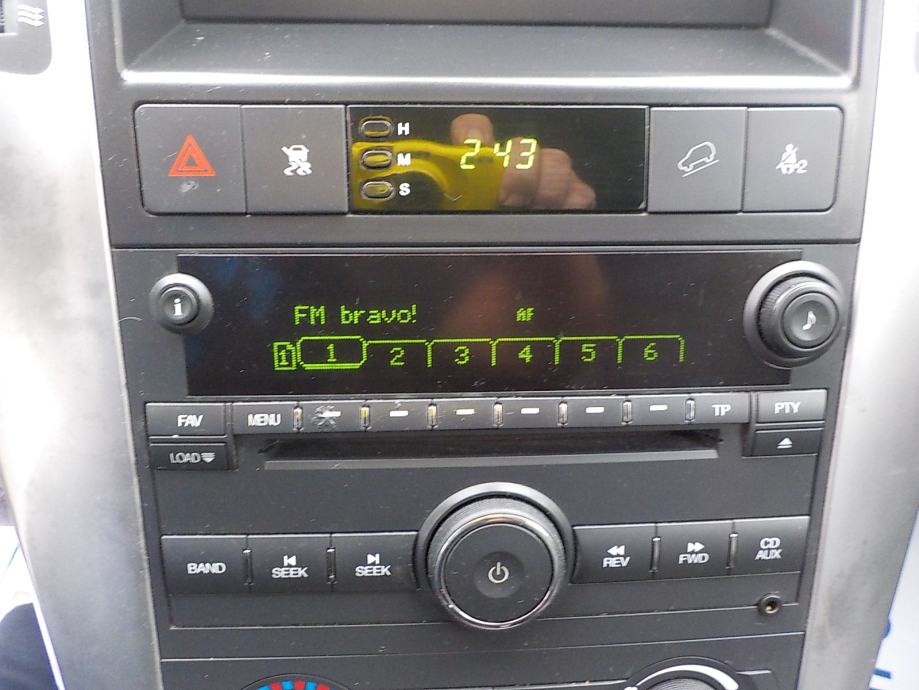 H
M 2 43
S
2
i
FM bravo! AF
1 1 2 3 4 5 6
FAV MENU TP PTY
LOAD
BAND SEEK SEEK REV FWD CD AUX